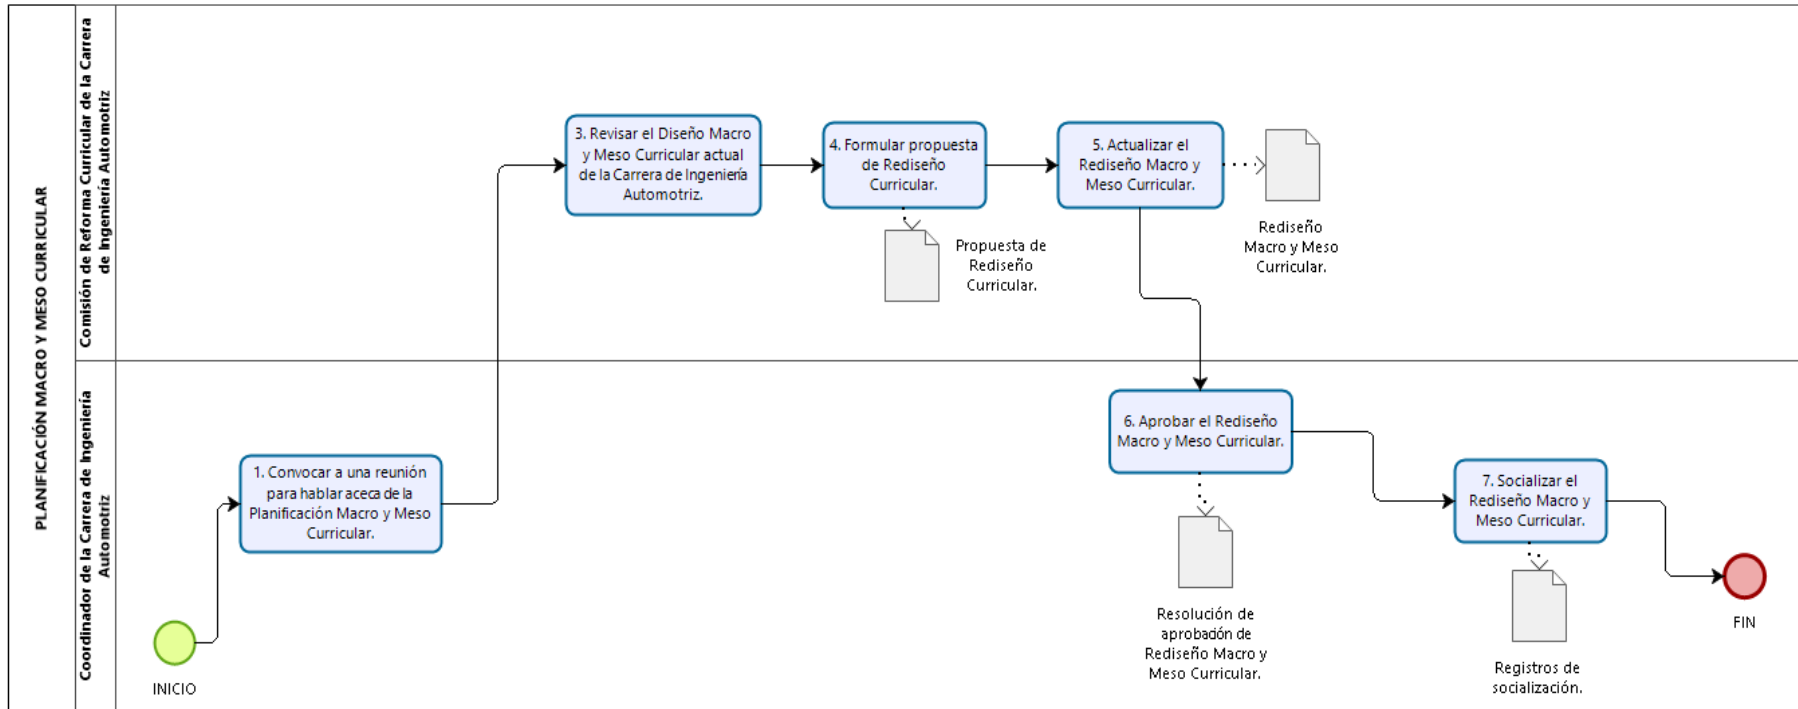 PLANIFICACIÓN MACRO Y MESO CURRICULAR
Comisión de Reforma Curricular de la Carrera
de Ingeniería Automotriz
3. Revisar el Diseño Macro
y Meso Curricular actual
de la Carrera de Ingeniería
Automotriz.
4. Formular propuesta
de Rediseño
Curricular.
5. Actualizar el
Rediseño Macro y
Meso Curricular.
Propuesta de
Rediseño
Curricular.
Rediseño
Macro y Meso
Curricular.
Coordinador de la Carrera de Ingeniería
Automotriz
INICIO
1. Convocar a una reunión
para hablar aceca de la
Planificación Macro y Meso
Curricular.
6. Aprobar el Rediseño
Macro y Meso Curricular.
Resolución de
aprobación de
Rediseño Macro y
Meso Curricular.
7. Socializar el
Rediseño Macro y
Meso Curricular.
Registros de
socialización.
FIN